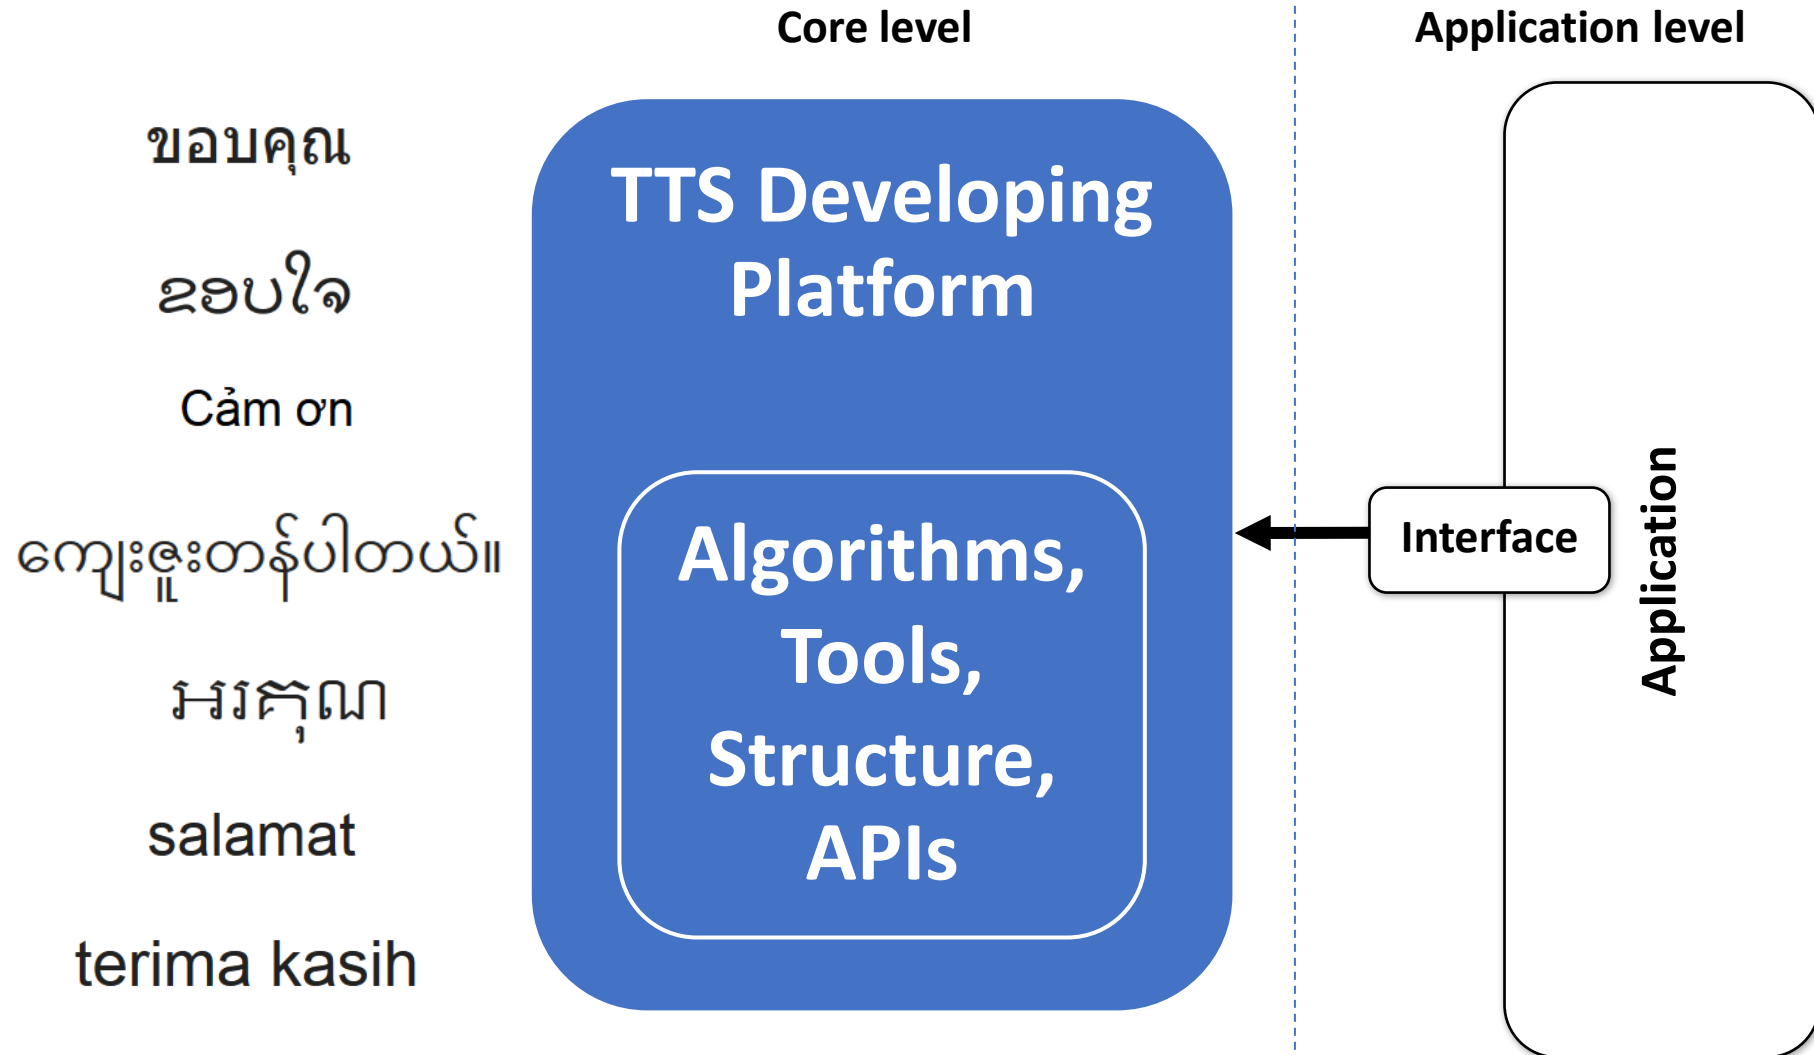 Core level
Application level
ขอบคุณ
ຂອບໃຈ
Cảm ơn
ကျေးဇူးတန်ပါတယ်။
អរគុណ
salamat
terima kasih
TTS Developing
Platform
Algorithms,
Tools,
Structure,
APIs
Interface
Application